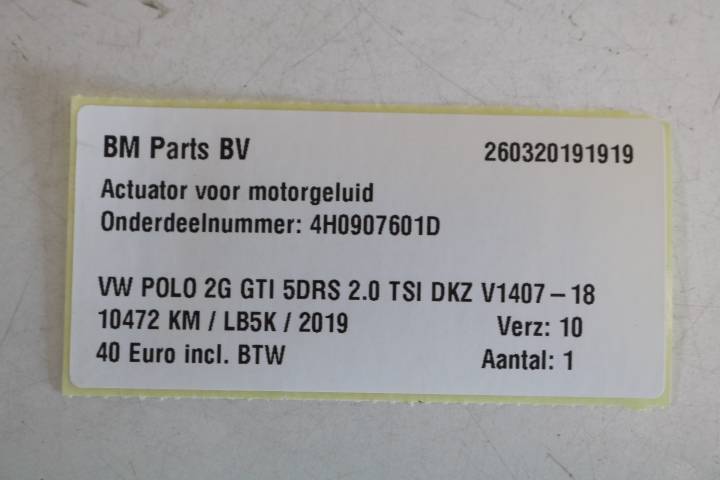 BM Parts BV 260320191919
Actuator voor motorgeluid
Onderdeelnummer: 4H0907601D
VW POLO 2G GTI 5DRS 2.0 TSI DKZ V1407-18
10472 KM / LB5K / 2019 Verz: 10
40 Euro incl. BTW Aantal: 1